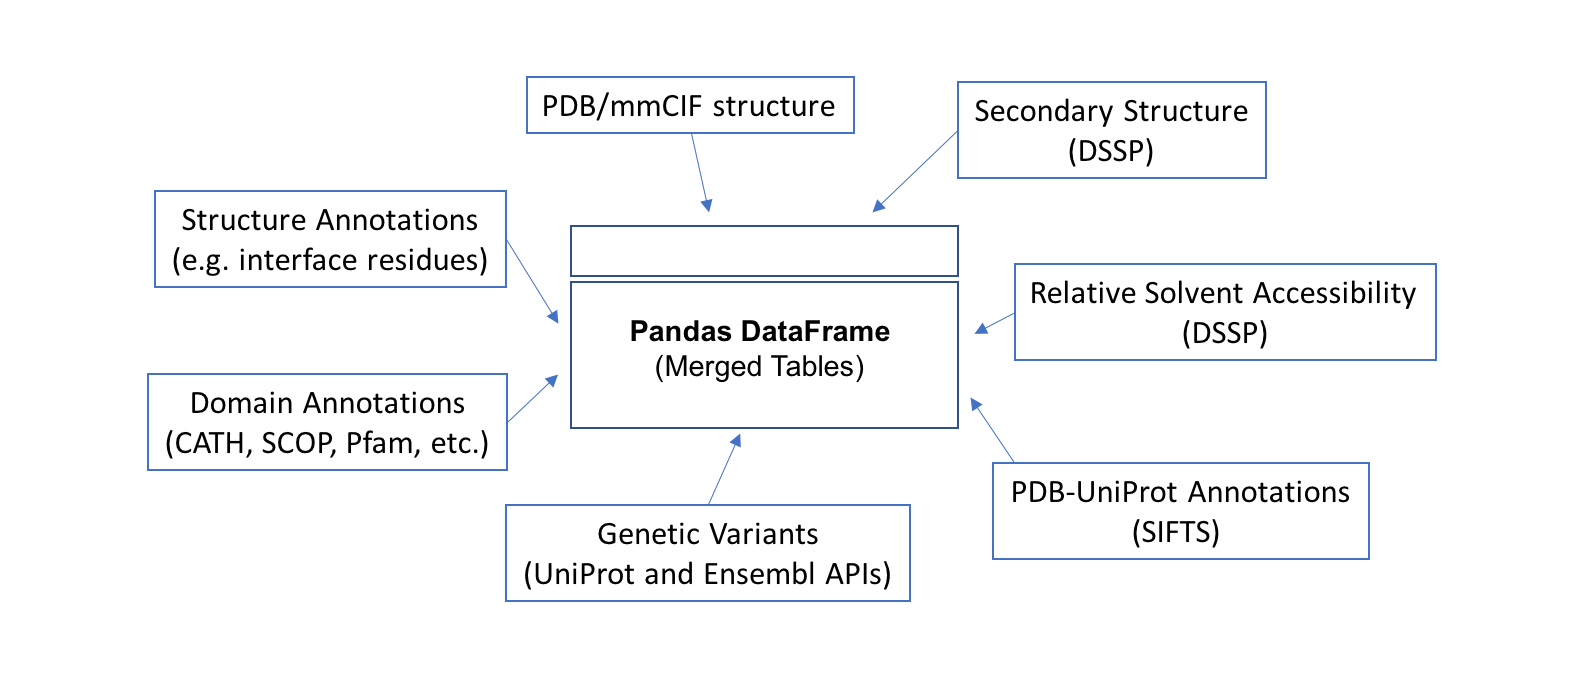 PDB/mmCIF structure
Secondary Structure
(DSSP)
Structure Annotations
(e.g. interface residues)
Relative Solvent Accessibility
(DSSP)
Pandas DataFrame
(Merged Tables)
Domain Annotations
(CATH, SCOP, Pfam, etc.)
PDB-UniProt Annotations
(SIFTS)
Genetic Variants
(UniProt and Ensembl APIs)